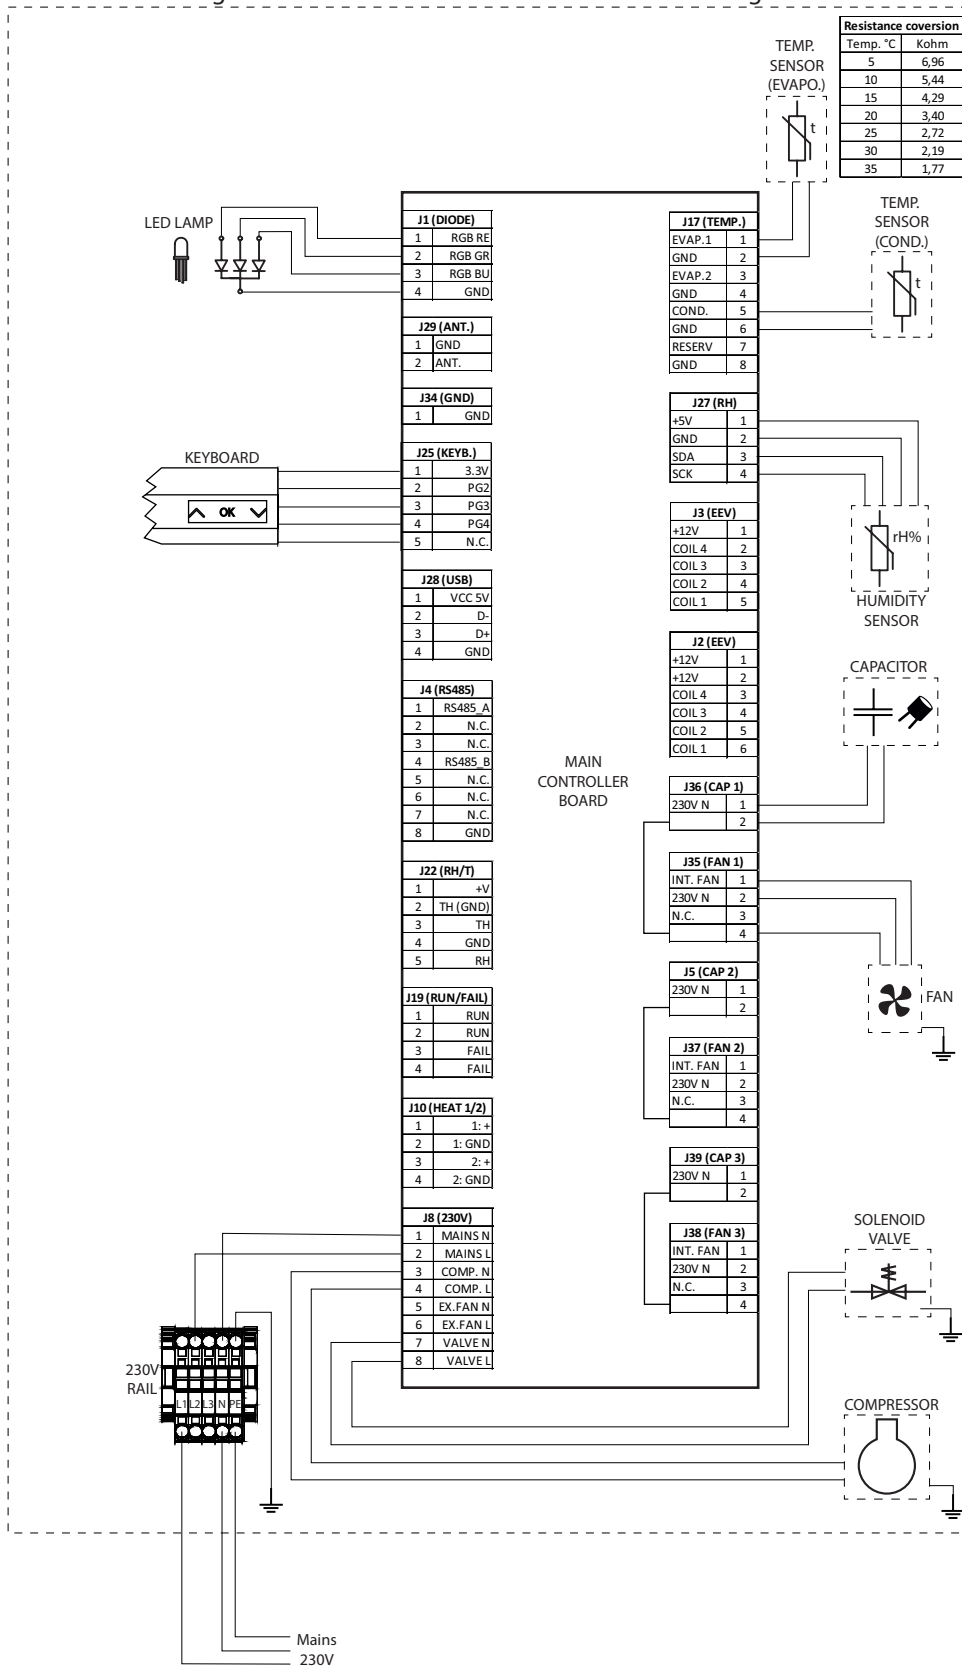 Resistance coversion
Temp. °C Kohm
5 6,96
10 5,44
15 4,29
20 3,40
25 2,72
30 2,19
35 1,77
TEMP.
SENSOR
(EVAPO.)
t
TEMP.
SENSOR
(COND.)
t
LED LAMP
J1 (DIODE)
1 RGB RE
2 RGB GR
3 RGB BU
4 GND
J29 (ANT.)
1 GND
2 ANT.
J34 (GND)
1 GND
KEYBOARD
OK
J25 (KEYB.)
1 3.3V
2 PG2
3 PG3
4 PG4
5 N.C.
J28 (USB)
1 VCC 5V
2 D-
3 D+
4 GND
J4 (RS485)
1 RS485_A
2 N.C.
3 N.C.
4 RS485_B
5 N.C.
6 N.C.
7 N.C.
8 GND
J22 (RH/T)
1 +V
2 TH (GND)
3 TH
4 GND
5 RH
J19 (RUN/FAIL)
1 RUN
2 RUN
3 FAIL
4 FAIL
J10 (HEAT 1/2)
1 1: +
2 1: GND
3 2: +
4 2: GND
J8 (230V)
1 MAINS N
2 MAINS L
3 COMP. N
4 COMP. L
5 EX.FAN N
6 EX.FAN L
7 VALVE N
8 VALVE L
MAIN
CONTROLLER
BOARD
J17 (TEMP.)
EVAP.1 1
GND 2
EVAP.2 3
GND 4
COND. 5
GND 6
RESERV 7
GND 8
J27 (RH)
+5V 1
GND 2
SDA 3
SCK 4
J3 (EEV)
+12V 1
COIL 4 2
COIL 3 3
COIL 2 4
COIL 1 5
J2 (EEV)
+12V 1
+12V 2
COIL 4 3
COIL 3 4
COIL 2 5
COIL 1 6
J36 (CAP 1)
230V N 1
2
J35 (FAN 1)
INT. FAN 1
230V N 2
N.C. 3
4
J5 (CAP 2)
230V N 1
2
J37 (FAN 2)
INT. FAN 1
230V N 2
N.C. 3
4
J39 (CAP 3)
230V N 1
2
J38 (FAN 3)
INT. FAN 1
230V N 2
N.C. 3
4
rH%
HUMIDITY
SENSOR
CAPACITOR
FAN
SOLENOID
VALVE
COMPRESSOR
230V
RAIL
L1 L2 L3 N PE
Mains
230V